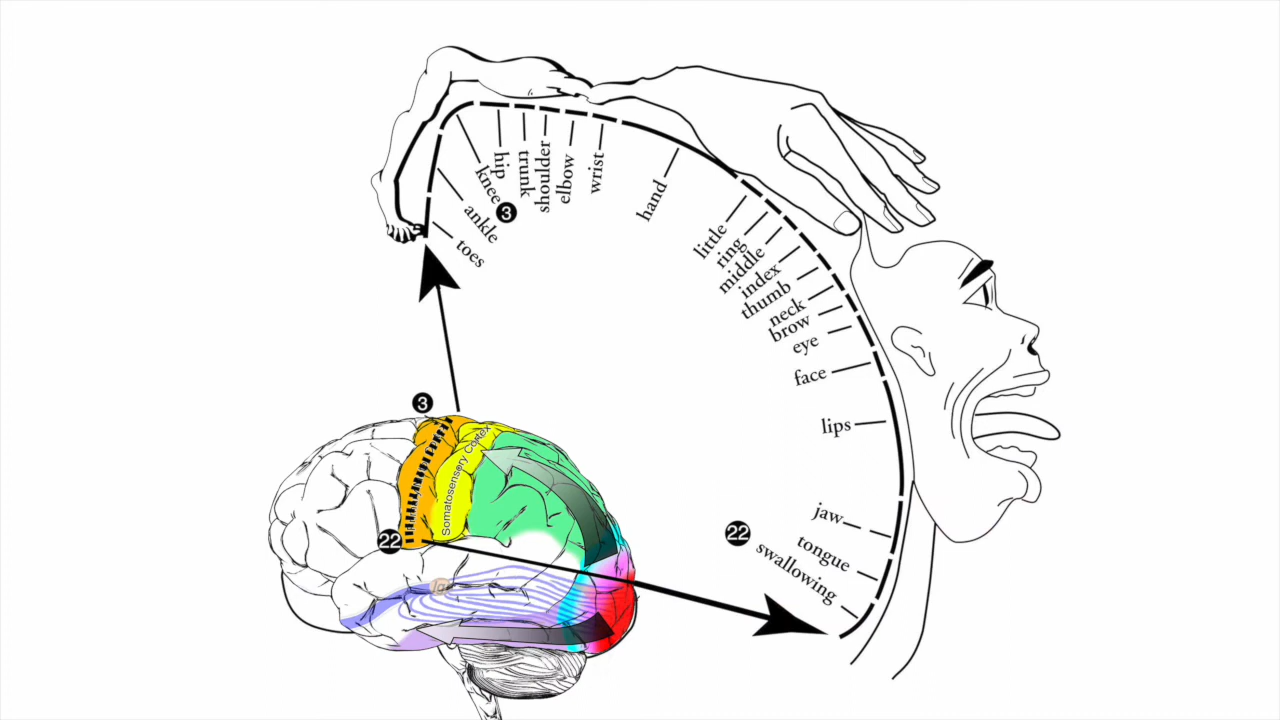 toes
ankle
knee
3
hip
trunk
shoulder
elbow
wrist
hand
little
ring
middle
index
thumb
neck
brow
eye
face
lips
jaw
tongue
swallowing
22
3
22
Somatosensory Cortex